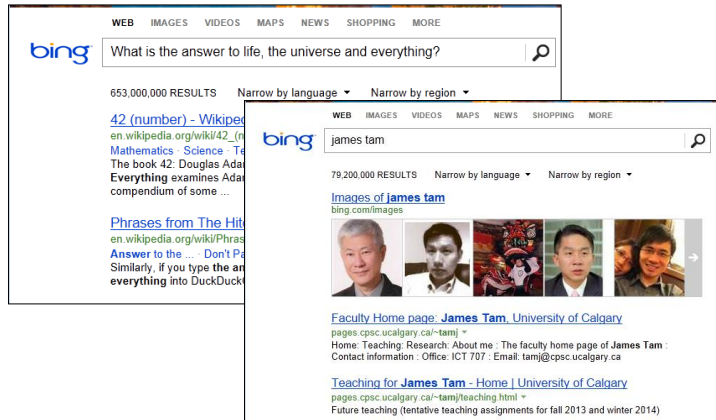 WEB IMAGES VIDEOS MAPS NEWS SHOPPING MORE
bing
What is the answer to life, the universe and everything?
653,000,000 RESULTS Narrow by language Narrow by region
42 (number) - Wikiped
en.wikipedia.org/wiki/42_(n
Mathematics · Science · Te
The book 42: Douglas Adam
Everything examines Adam
compendium of some ...
Phrases from The Hitc
en.wikipedia.org/wiki/Phras
Answer to the ... · Don't Pa
Similarly, if you type the an
everything into DuckDuckG
WEB IMAGES VIDEOS MAPS NEWS SHOPPING MORE
bing
james tam
79,200,000 RESULTS Narrow by language Narrow by region
Images of james tam
bing.com/images
Faculty Home page: James Tam, University of Calgary
pages.cpsc.ucalgary.ca/~tamj
Home: Teaching: Research: About me : The faculty home page of James Tam :
Contact information : Office: ICT 707 : Email: tamj@cpsc.ucalgary.ca
Teaching for James Tam - Home | University of Calgary
pages.cpsc.ucalgary.ca/~tamj/teaching.html
Future teaching (tentative teaching assignments for fall 2013 and winter 2014)